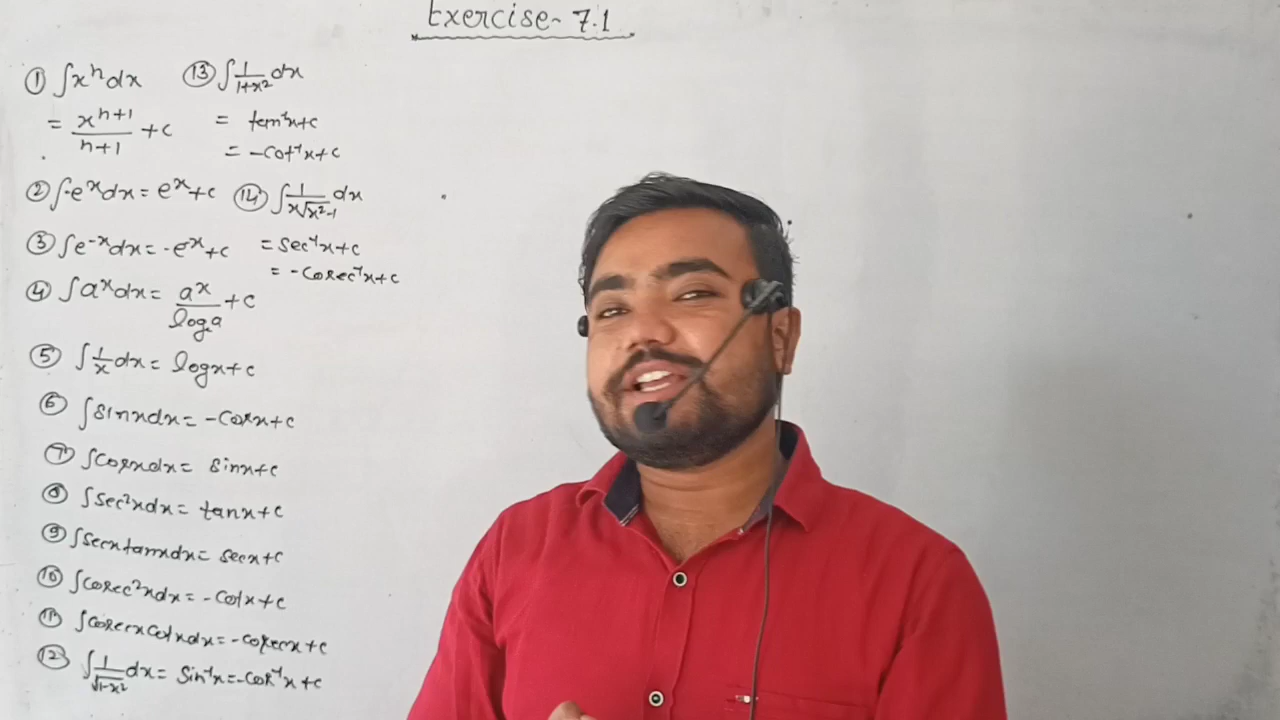 Exercise- 7.1
① ∫xⁿdx
= xⁿ⁺¹/n+1 + c
② ∫eˣdx = eˣ+c
③ ∫e⁻ˣdx = -eˣ+c
④ ∫aˣdx = aˣ/logₑa + c
⑤ ∫1/x dx = logx+c
⑥ ∫sinxdx = -cosx+c
⑦ ∫cosxdx = sinx+c
⑧ ∫sec²xdx = tanx+c
⑨ ∫secxtanxdx = secx+c
⑩ ∫cosec²xdx = -cotx+c
⑪ ∫cosecxcotxdx = -cosecx+c
⑫ ∫1/√1-x² dx = sin⁻¹x = -cos⁻¹x+c
⑬ ∫1/1+x² dx
= tan⁻¹x+c
= -cot⁻¹x+c
⑭ ∫1/x√x²-1 dx
= sec⁻¹x+c
= -cosec⁻¹x+c